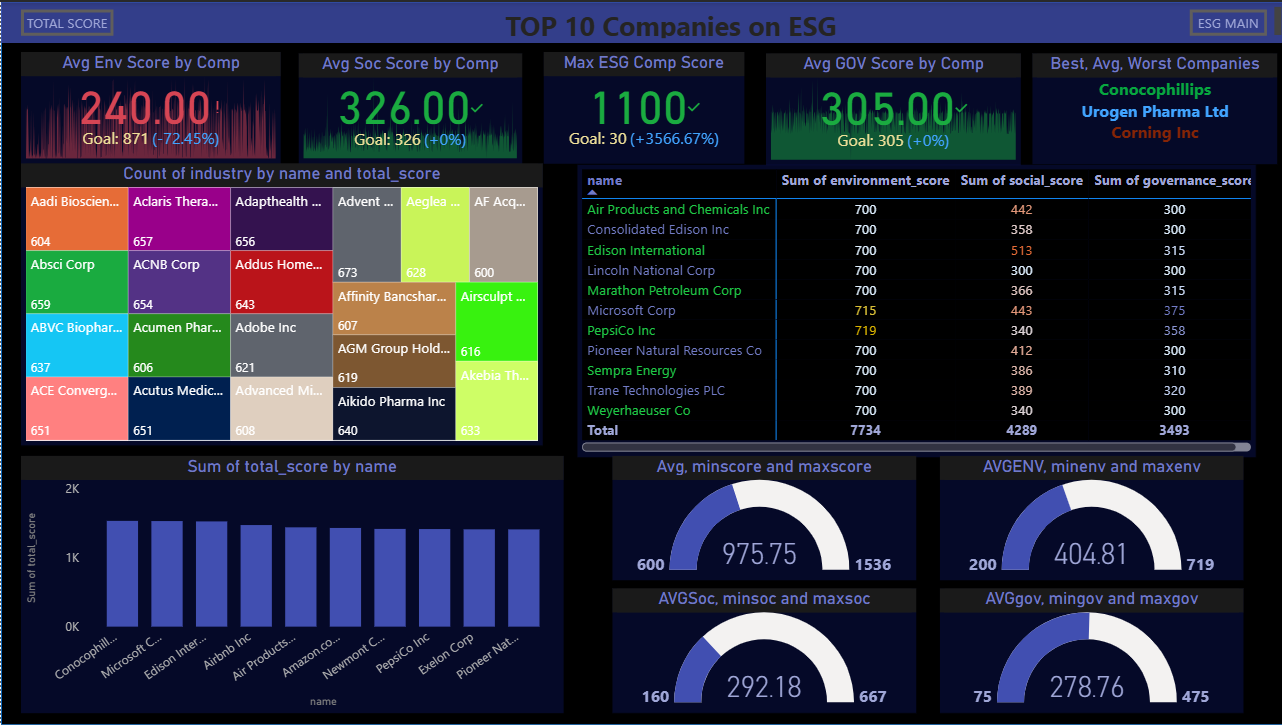 TOTAL SCORE
TOP 10 Companies on ESG
ESG MAIN
Avg Env Score by Comp
240.00!
Goal: 871 (-72.45%)
Avg Soc Score by Comp
326.00✓
Goal: 326 (+0%)
Max ESG Comp Score
1100✓
Goal: 30 (+3566.67%)
Avg GOV Score by Comp
305.00✓
Goal: 305 (+0%)
Best, Avg, Worst Companies
Conocophillips
Urogen Pharma Ltd
Corning Inc
Count of industry by name and total_score
Aadi Bioscien...
604
Absci Corp
659
ABVC Biophar...
637
ACE Converg...
651
Aclaris Thera...
657
ACNB Corp
654
Acumen Phar...
606
Acutus Medic...
651
Adapthealth ...
656
Addus Home...
643
Adobe Inc
621
Advanced Mi...
608
Advent ...
673
Aeglea ...
628
AF Acq...
600
Affinity Bancshar...
607
AGM Group Hold...
619
Aikido Pharma Inc
640
Airsculpt ...
616
Akebia Th...
633
name Sum of environment_score Sum of social_score Sum of governance_score
Air Products and Chemicals Inc 700 442 300
Consolidated Edison Inc 700 358 300
Edison International 700 513 315
Lincoln National Corp 700 300 300
Marathon Petroleum Corp 700 366 315
Microsoft Corp 715 443 375
PepsiCo Inc 719 340 358
Pioneer Natural Resources Co 700 412 300
Sempra Energy 700 386 310
Trane Technologies PLC 700 389 320
Weyerhaeuser Co 700 340 300
Total 7734 4289 3493
Sum of total_score by name
Sum of total_score
2K
1K
0K
Conocophill...
Microsoft C...
Edison Inter...
Airbnb Inc
Air Products...
Amazon.co...
Newmont C...
PepsiCo Inc
Exelon Corp
Pioneer Nat...
name
Avg, minscore and maxscore
975.75
600 1536
AVGENV, minenv and maxenv
404.81
200 719
AVGSoc, minsoc and maxsoc
292.18
160 667
AVGgov, mingov and maxgov
278.76
75 475